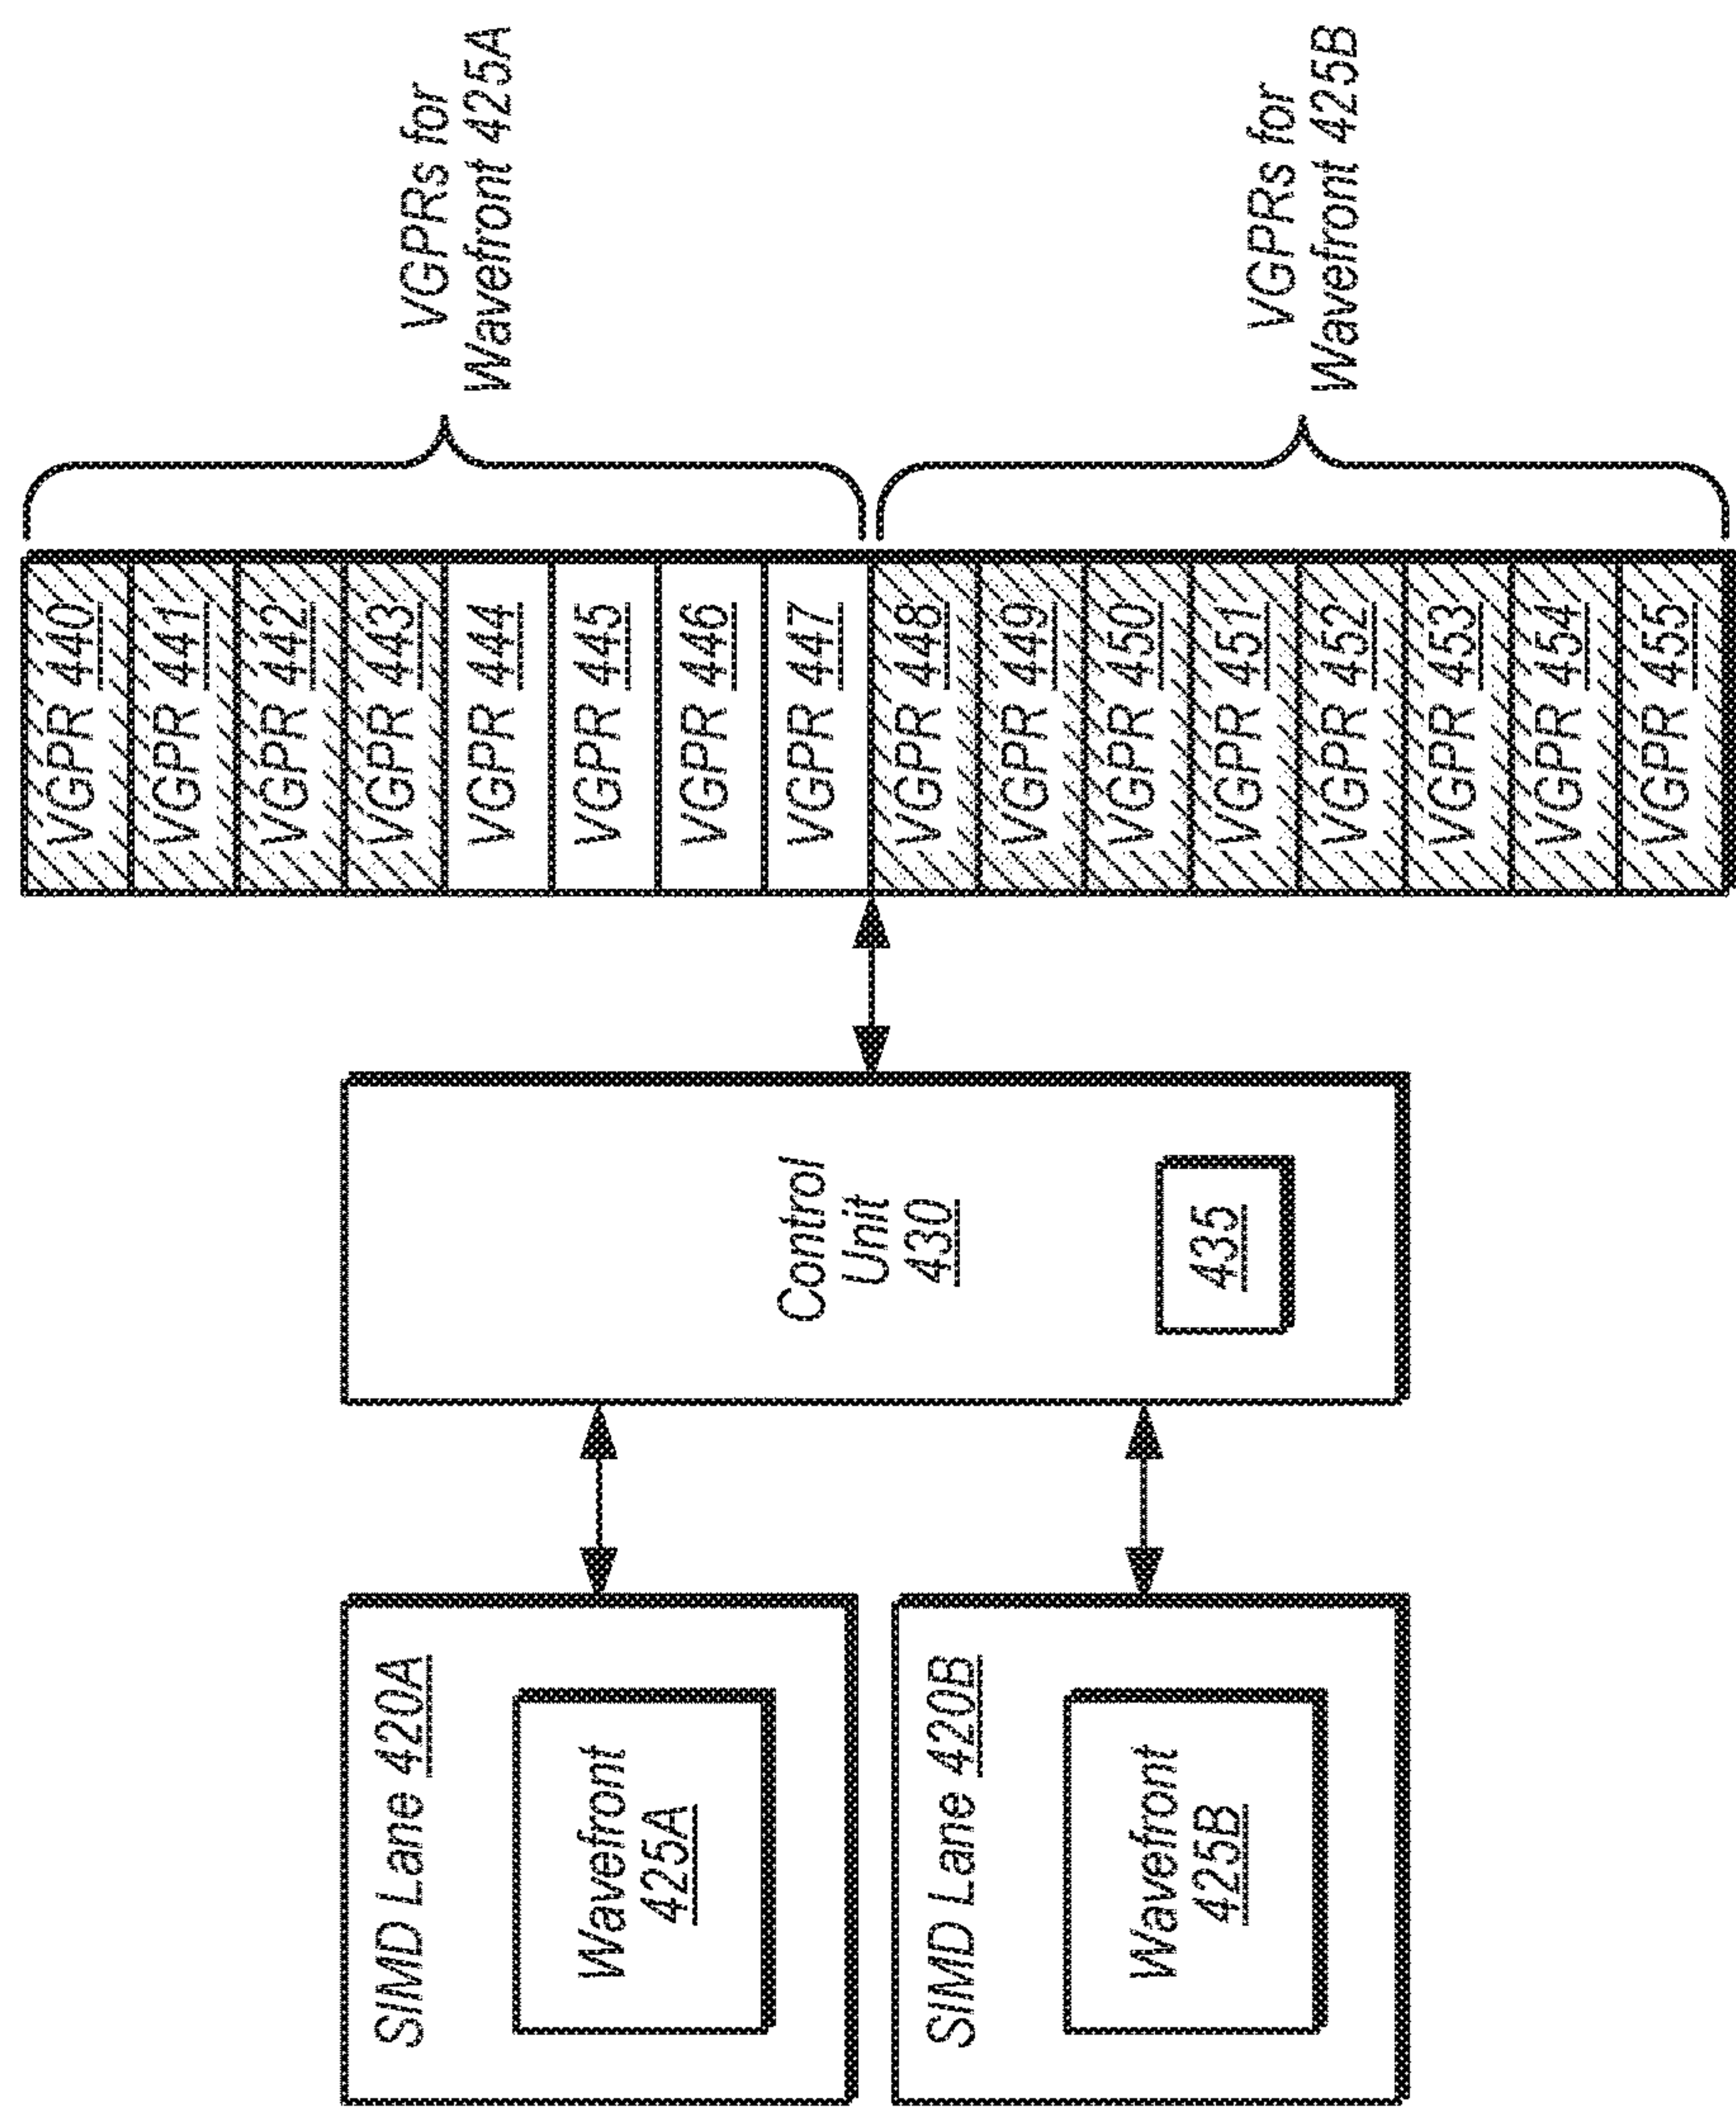 SIMD Lane 420A
Wavefront
425A
SIMD Lane 420B
Wavefront
425B
Control
Unit
430
435
VGPR 440
VGPR 441
VGPR 442
VGPR 443
VGPR 444
VGPR 445
VGPR 446
VGPR 447
VGPR 448
VGPR 449
VGPR 450
VGPR 451
VGPR 452
VGPR 453
VGPR 454
VGPR 455
VGPRs for
Wavefront 425A
VGPRs for
Wavefront 425B